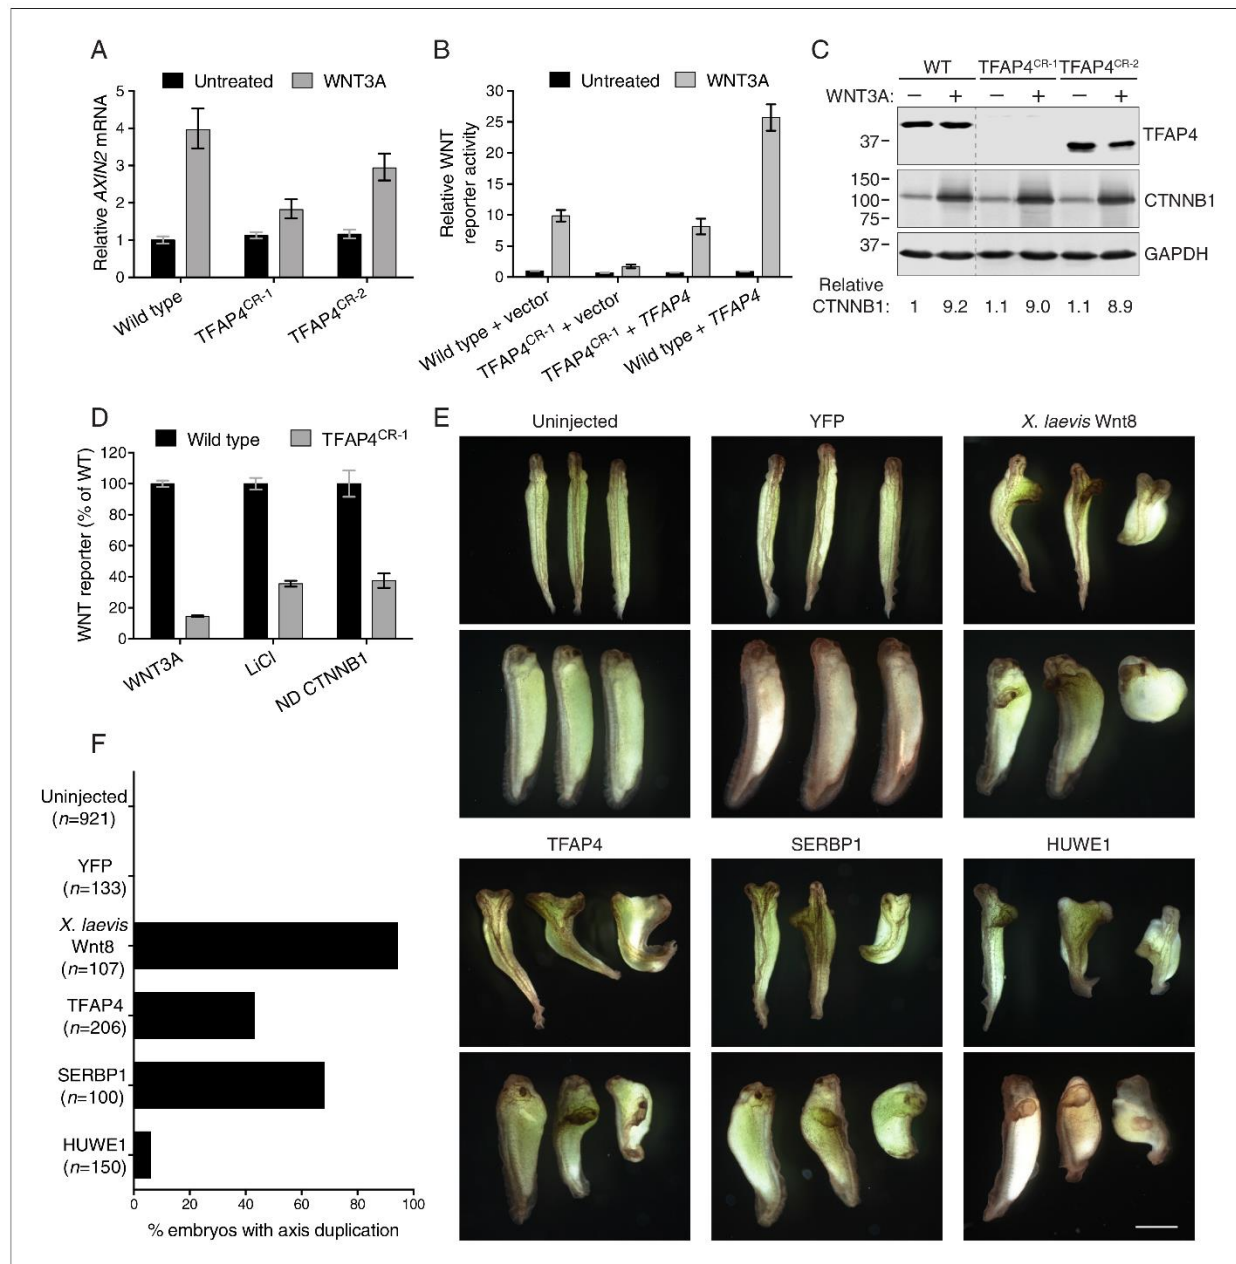 A
Untreated WNT3A
Relative AXIN2 mRNA
5
4
3
2
1
0
Wild type
TFAP4CR-1
TFAP4CR-2
B
Untreated WNT3A
Relative WNT
reporter activity
30
25
20
15
10
5
0
Wild type + vector
TFAP4CR-1 + vector
TFAP4CR-1 + TFAP4
Wild type + TFAP4
C
WT TFAP4CR-1 TFAP4CR-2
WNT3A: − + − + − +
37 TFAP4
150
100 CTNNB1
75
37 GAPDH
Relative
CTNNB1: 1 9.2 1.1 9.0 1.1 8.9
D
Wild type TFAP4CR-1
WNT reporter (% of WT)
120
100
80
60
40
20
0
WNT3A
LiCl
ND CTNNB1
E
Uninjected YFP X. laevis Wnt8
TFAP4 SERBP1 HUWE1
F
Uninjected
(n=921)
YFP
(n=133)
X. laevis
Wnt8
(n=107)
TFAP4
(n=206)
SERBP1
(n=100)
HUWE1
(n=150)
0 20 40 60 80 100
% embryos with axis duplication